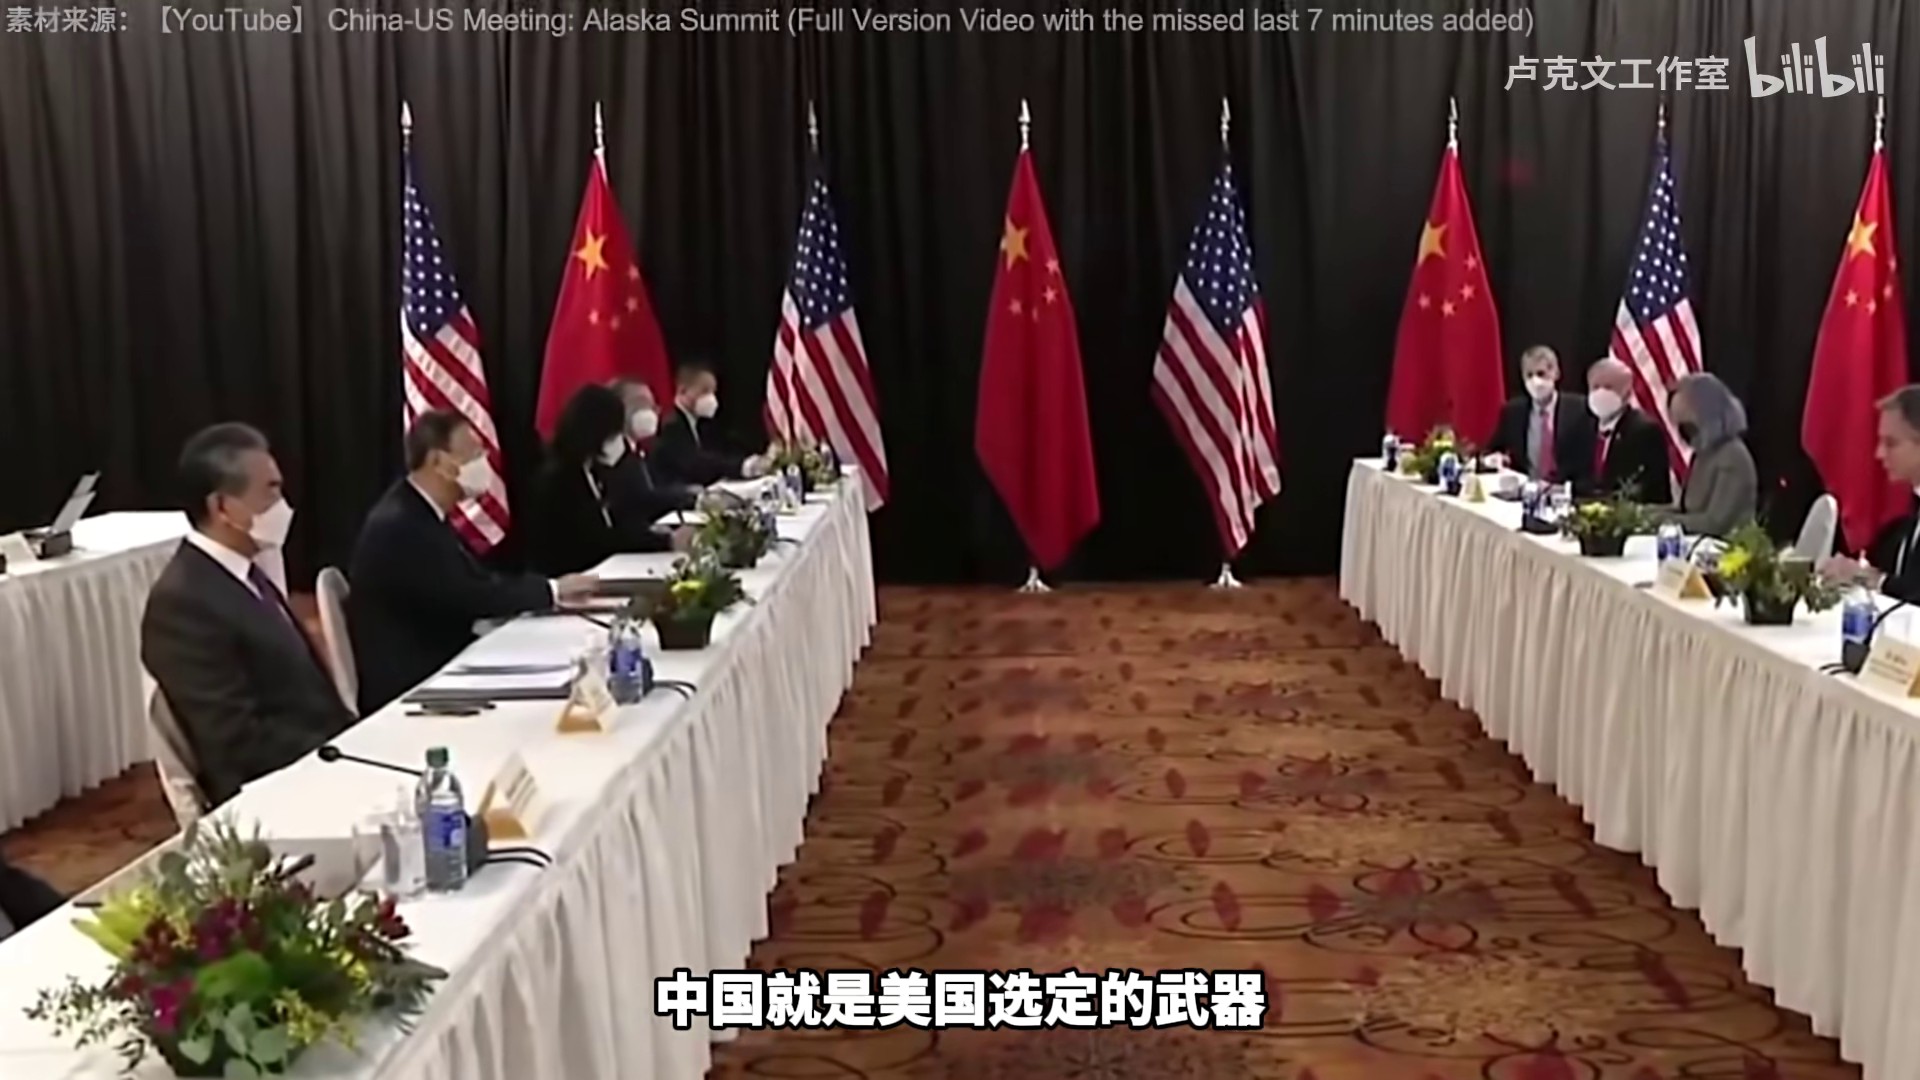 素材来源：【YouTube】 China-US Meeting: Alaska Summit (Full Version Video with the missed last 7 minutes added)
卢克文工作室 bilibili
中国就是美国选定的武器